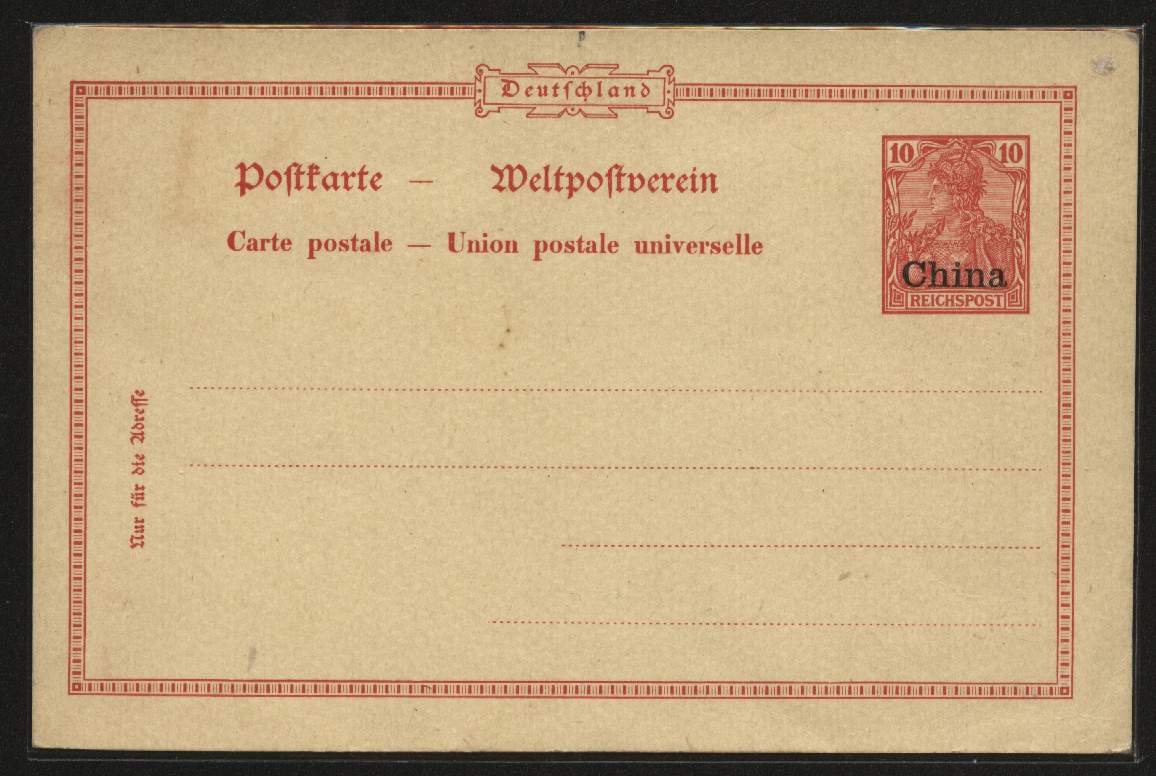 Deutſchland
Poſtkarte — Weltpoſtverein
Carte postale — Union postale universelle
10 10
China
REICHSPOST
Nur für die Adreſſe